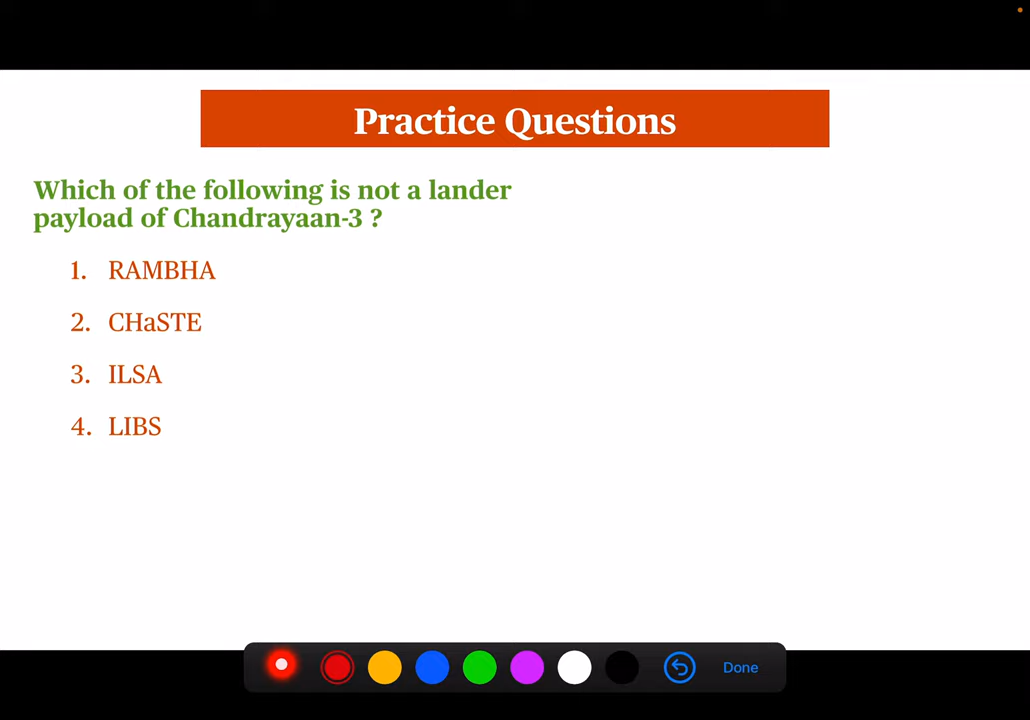 Practice Questions
Which of the following is not a lander
payload of Chandrayaan-3 ?
1. RAMBHA
2. CHaSTE
3. ILSA
4. LIBS
Done